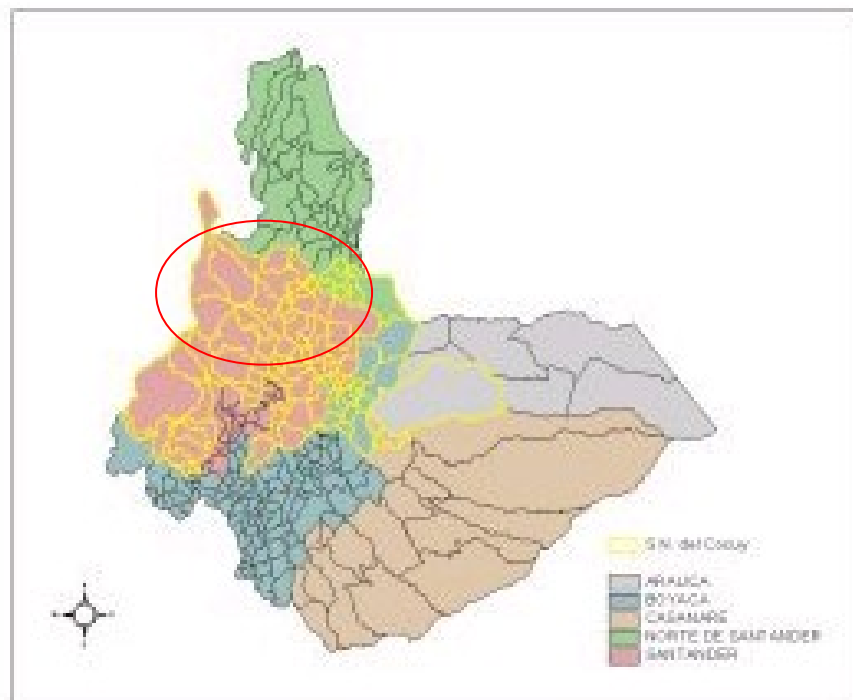 S.N. del Cocuy
ARAUCA
BOYACA
CASANARE
NORTE DE SANTANDER
SANTANDER